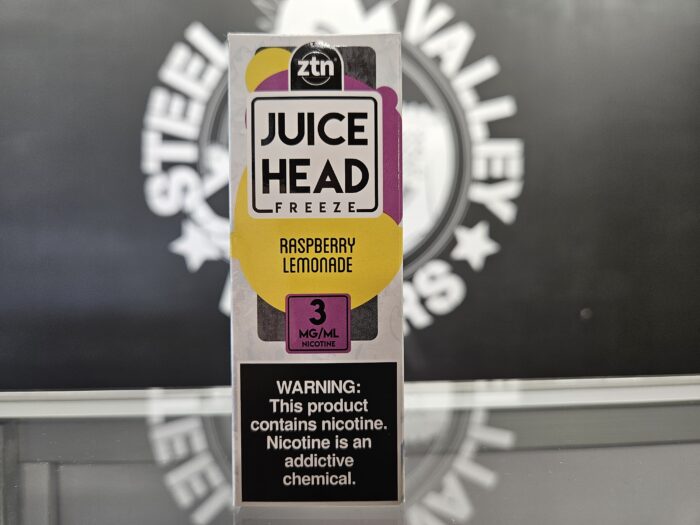 STEEL VALLEY
ztn
JUICE
HEAD
FREEZE
RASPBERRY
LEMONADE
3
MG/ML
NICOTINE
WARNING:
This product
contains nicotine.
Nicotine is an
addictive
chemical.